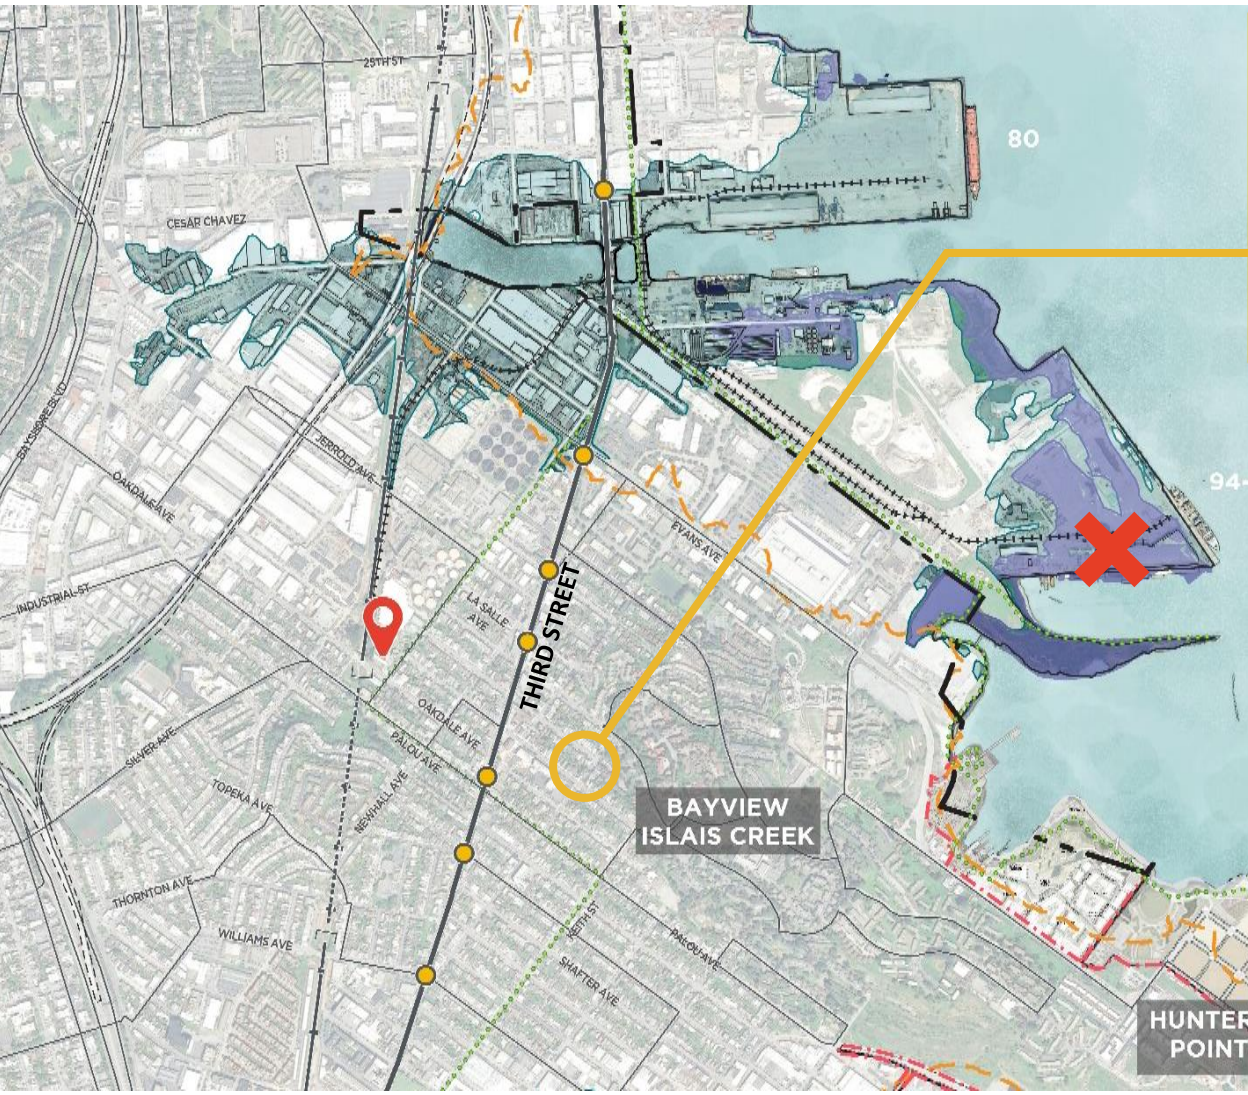 25TH ST
80
CESAR CHAVEZ
BAYSHORE BLVD
JERROLD AVE
OAKDALE AVE
94-
EVANS AVE
INDUSTRIAL ST
LA SALLE
AVE
THIRD STREET
OAKDALE AVE
PALOU AVE
SILVER AVE
TOPEKA AVE
NEWHALL AVE
BAYVIEW
ISLAIS CREEK
THORNTON AVE
WILLIAMS AVE
KEITH ST
PALOU AVE
SHAFTER AVE
HUNTER
POINT